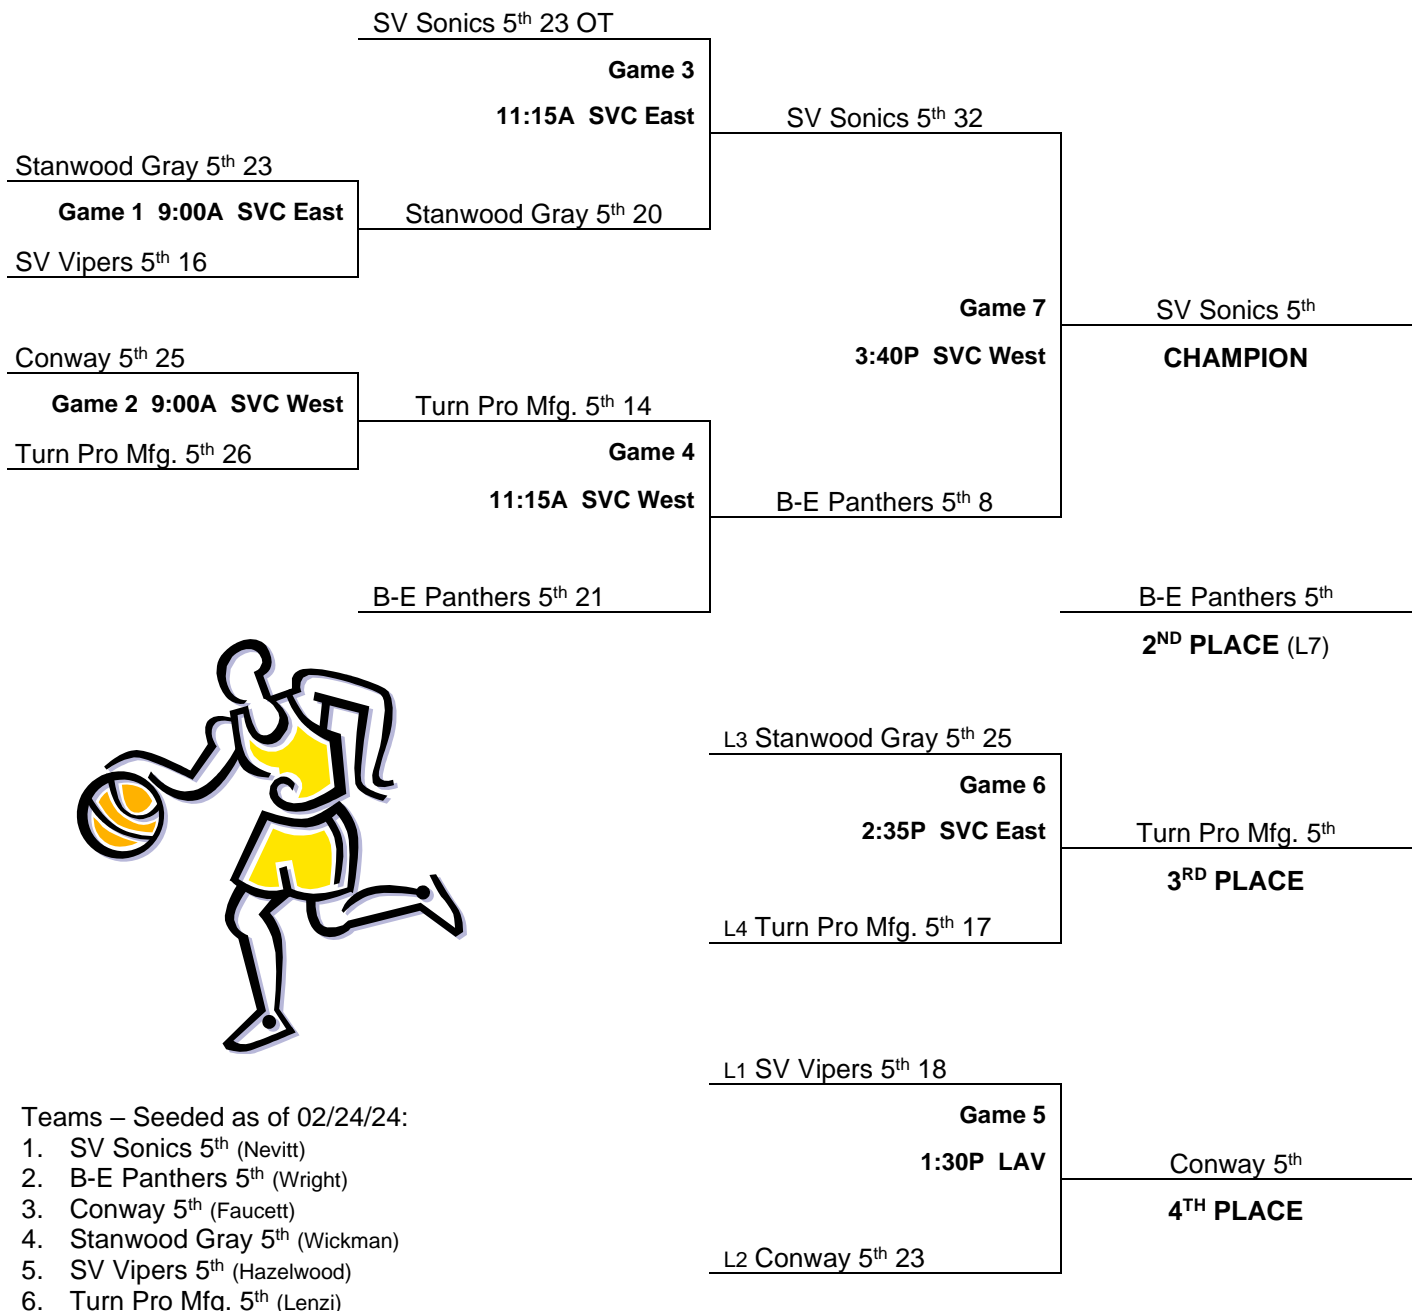 SV Sonics 5th 23 OT
Game 3
11:15A SVC East
SV Sonics 5th 32
Stanwood Gray 5th 23
Game 1 9:00A SVC East
Stanwood Gray 5th 20
SV Vipers 5th 16
Game 7
SV Sonics 5th
Conway 5th 25
3:40P SVC West
CHAMPION
Game 2 9:00A SVC West
Turn Pro Mfg. 5th 14
Turn Pro Mfg. 5th 26
Game 4
11:15A SVC West
B-E Panthers 5th 8
B-E Panthers 5th 21
B-E Panthers 5th
2ND PLACE (L7)
L3 Stanwood Gray 5th 25
Game 6
2:35P SVC East
Turn Pro Mfg. 5th
3RD PLACE
L4 Turn Pro Mfg. 5th 17
L1 SV Vipers 5th 18
Game 5
1:30P LAV
Conway 5th
4TH PLACE
L2 Conway 5th 23
Teams – Seeded as of 02/24/24:
1. SV Sonics 5th (Nevitt)
2. B-E Panthers 5th (Wright)
3. Conway 5th (Faucett)
4. Stanwood Gray 5th (Wickman)
5. SV Vipers 5th (Hazelwood)
6. Turn Pro Mfg. 5th (Lenzi)